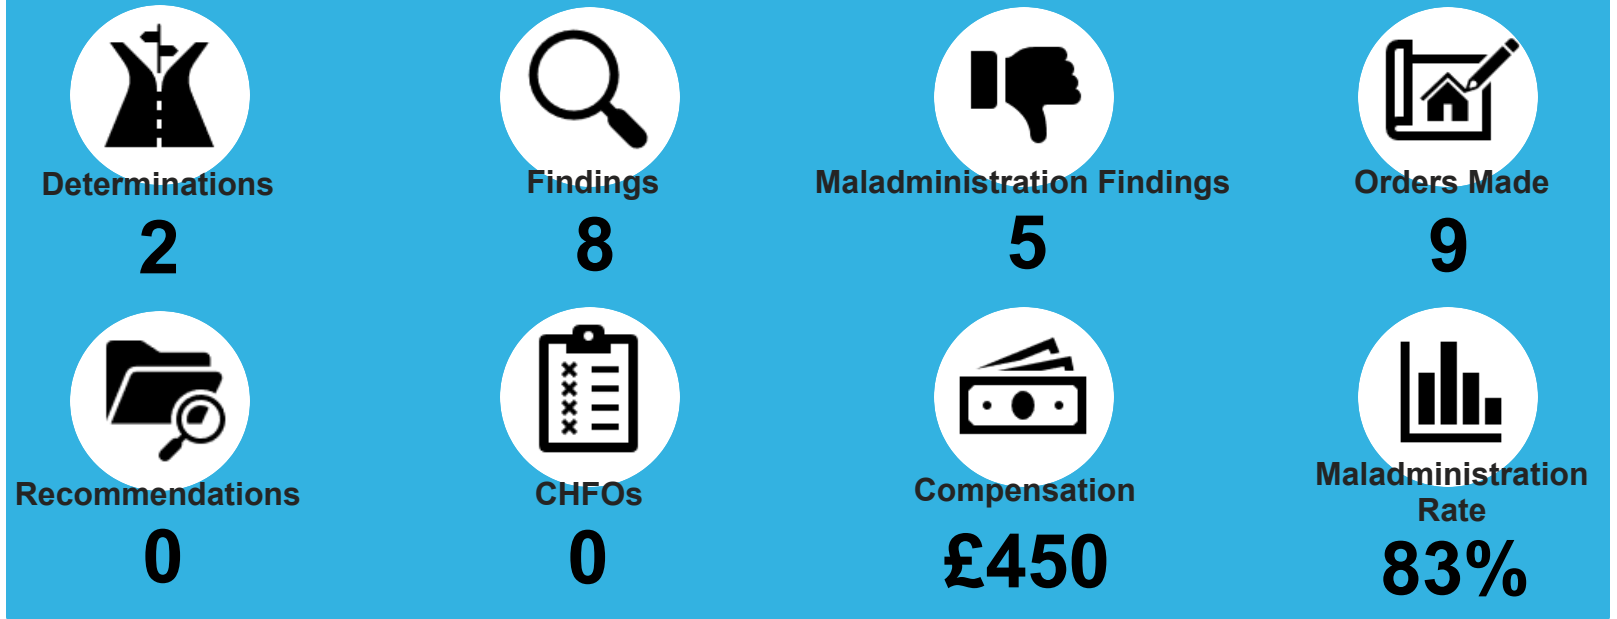 Determinations
2
Findings
8
Maladministration Findings
5
Orders Made
9
Recommendations
0
CHFOs
0
Compensation
£450
Maladministration
Rate
83%